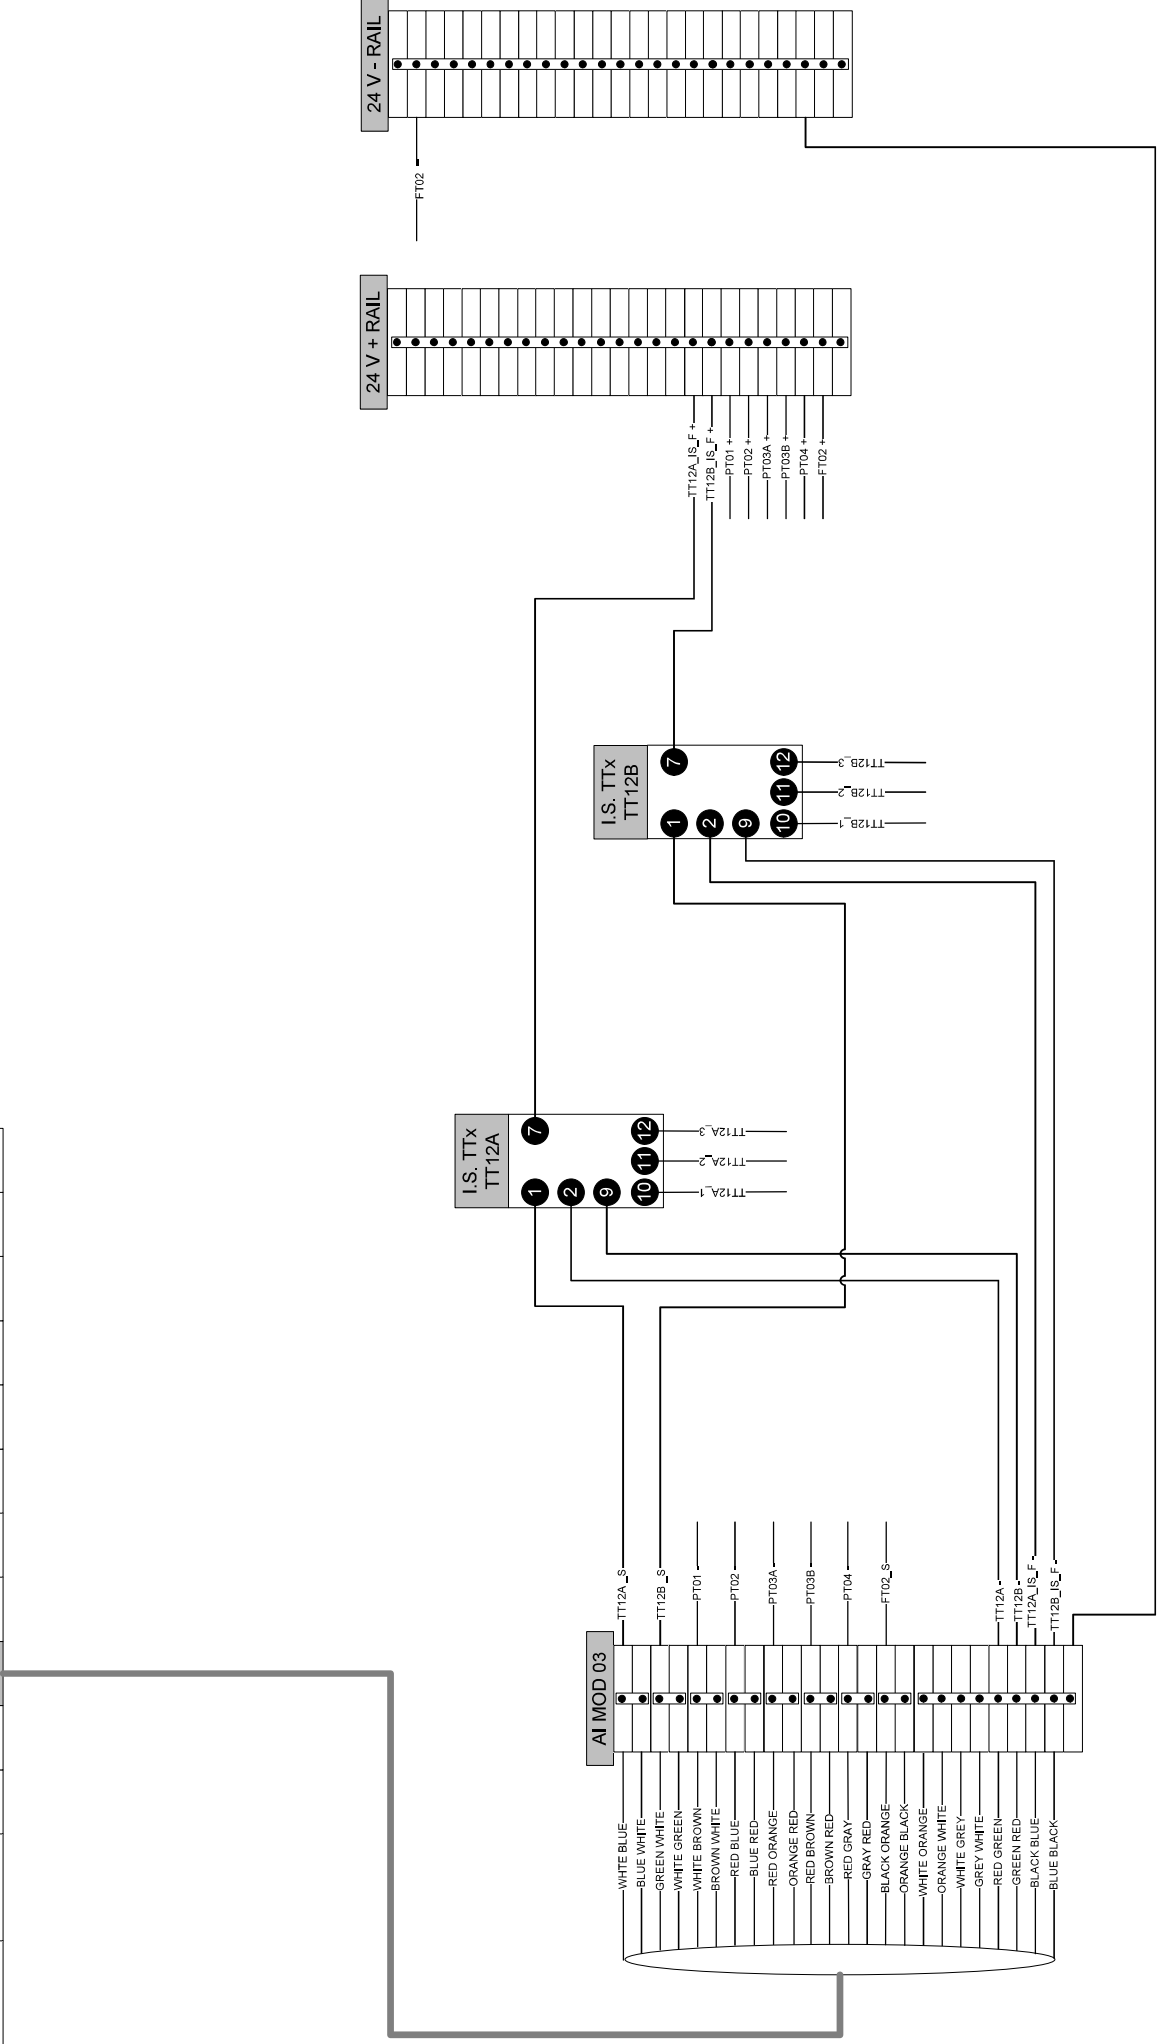 24 V - RAIL
FT02 -
24 V + RAIL
TT12A_IS_F +
TT12B_IS_F +
PT01 +
PT02 +
PT03A +
PT03B +
PT04 +
FT02 +
I.S. TTx
TT12B
7
1
2
9
10
11
12
TT12B_3
TT12B_2
TT12B_1
I.S. TTx
TT12A
7
1
2
9
10
11
12
TT12A_3
TT12A_2
TT12A_1
AI MOD 03
TT12A _S
TT12B _S
PT01 -
PT02 -
PT03A -
PT03B -
PT04 -
FT02_S
TT12A -
TT12B -
TT12A_IS_F -
TT12B_IS_F -
WHTE BLUE
BLUE WHITE
GREEN WHITE
WHITE GREEN
WHITE BROWN
BROWN WHITE
RED BLUE
BLUE RED
RED ORANGE
ORANGE RED
RED BROWN
BROWN RED
RED GRAY
GRAY RED
BLACK ORANGE
ORANGE BLACK
WHITE ORANGE
ORANGE WHITE
WHITE GREY
GREY WHITE
RED GREEN
GREEN RED
BLACK BLUE
BLUE BLACK